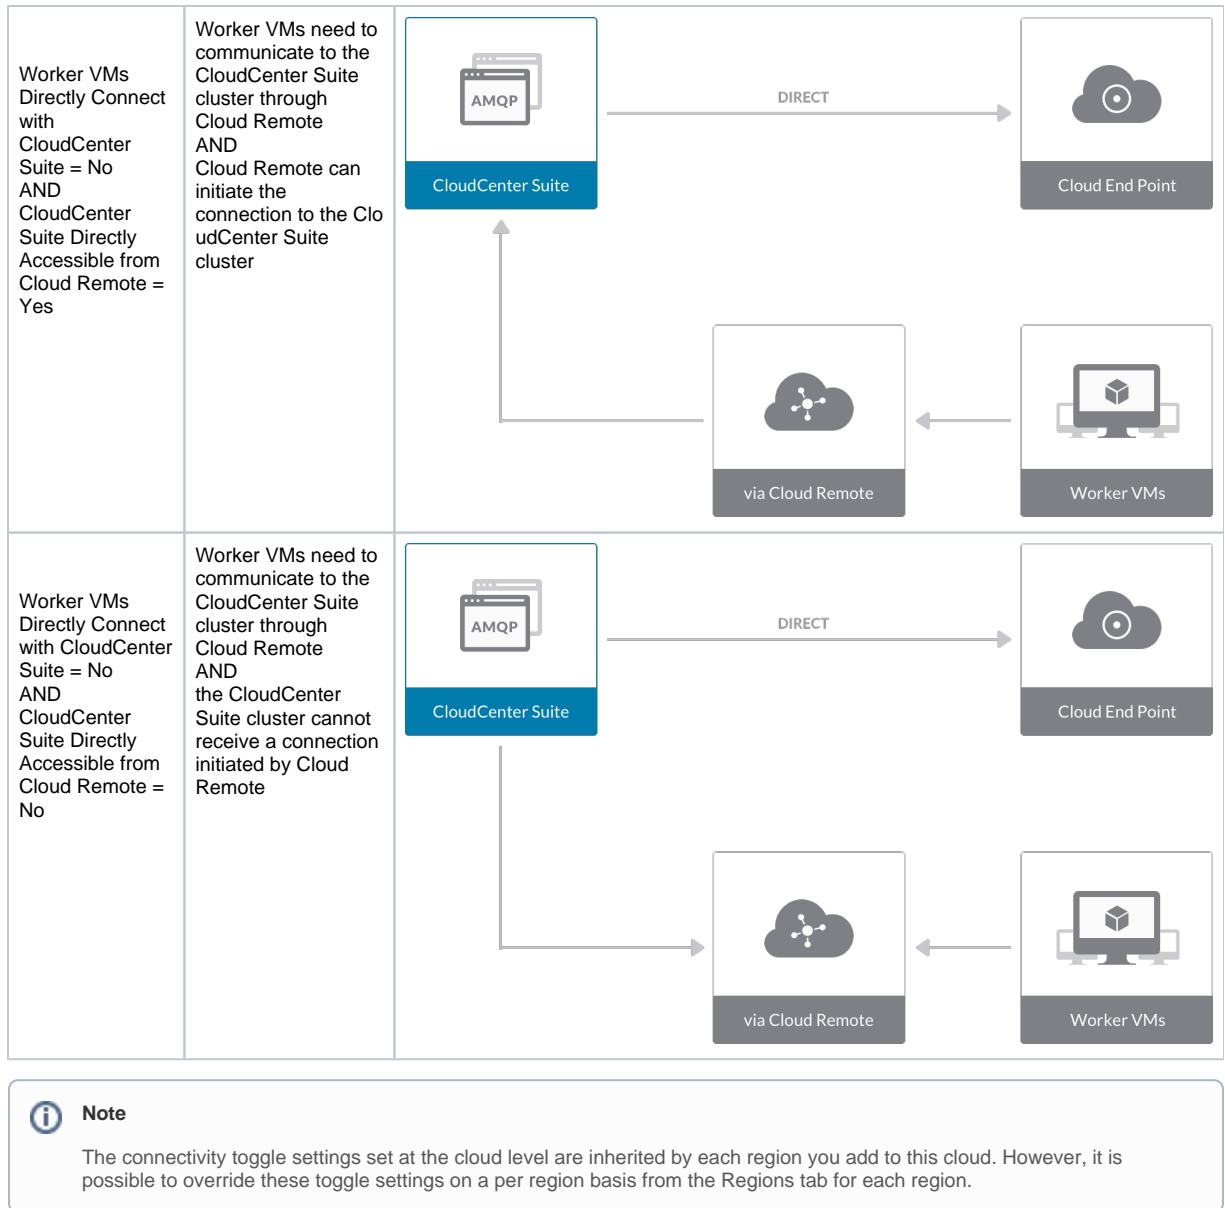 Worker VMs
Directly Connect
with
CloudCenter
Suite = No
AND
CloudCenter
Suite Directly
Accessible from
Cloud Remote =
Yes
Worker VMs need to
communicate to the
CloudCenter Suite
cluster through
Cloud Remote
AND
Cloud Remote can
initiate the
connection to the Clo
udCenter Suite
cluster
AMQP
CloudCenter Suite
DIRECT
Cloud End Point
via Cloud Remote
Worker VMs
Worker VMs
Directly Connect
with CloudCenter
Suite = No
AND
CloudCenter
Suite Directly
Accessible from
Cloud Remote =
No
Worker VMs need to
communicate to the
CloudCenter Suite
cluster through
Cloud Remote
AND
the CloudCenter
Suite cluster cannot
receive a connection
initiated by Cloud
Remote
AMQP
CloudCenter Suite
DIRECT
Cloud End Point
via Cloud Remote
Worker VMs
Note
The connectivity toggle settings set at the cloud level are inherited by each region you add to this cloud. However, it is
possible to override these toggle settings on a per region basis from the Regions tab for each region.